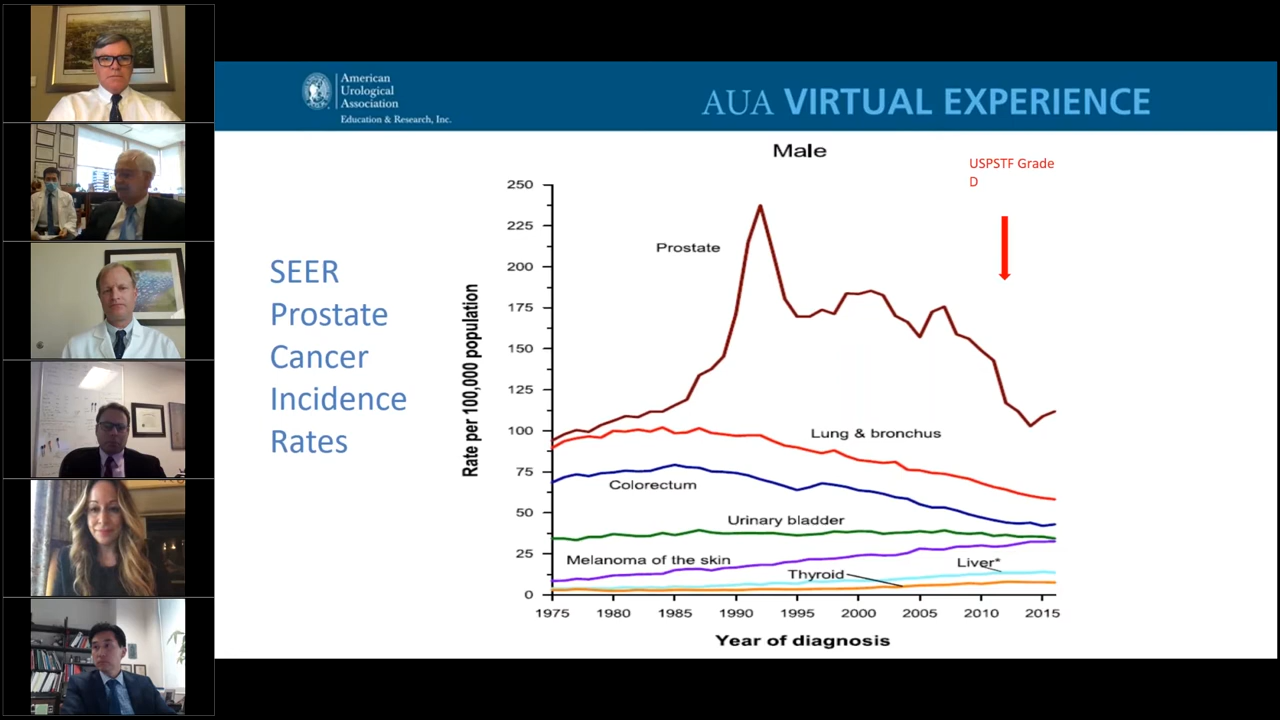 American
Urological
Association
Education & Research, Inc.
AUA VIRTUAL EXPERIENCE
SEER
Prostate
Cancer
Incidence
Rates
Male
USPSTF Grade
D
Rate per 100,000 population
250
225
200
175
150
125
100
75
50
25
0
Prostate
Lung & bronchus
Colorectum
Urinary bladder
Melanoma of the skin
Thyroid
Liver*
1975 1980 1985 1990 1995 2000 2005 2010 2015
Year of diagnosis